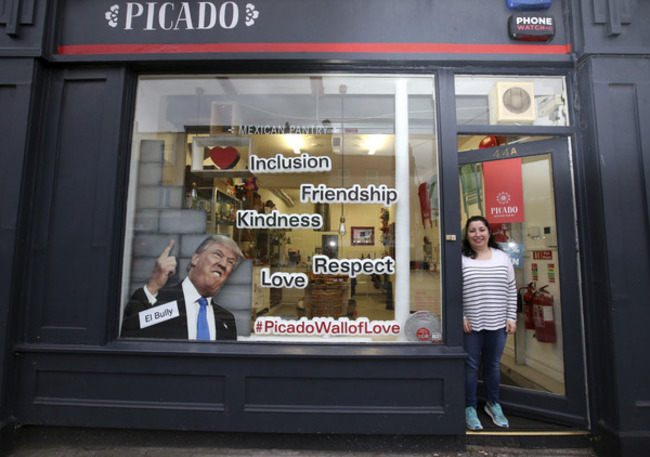 PICADO
PHONE
WATCH
MEXICAN PANTRY
44A
Inclusion
Friendship
Kindness
PICADO
Respect
Love
El Bully
#PicadoWallofLove